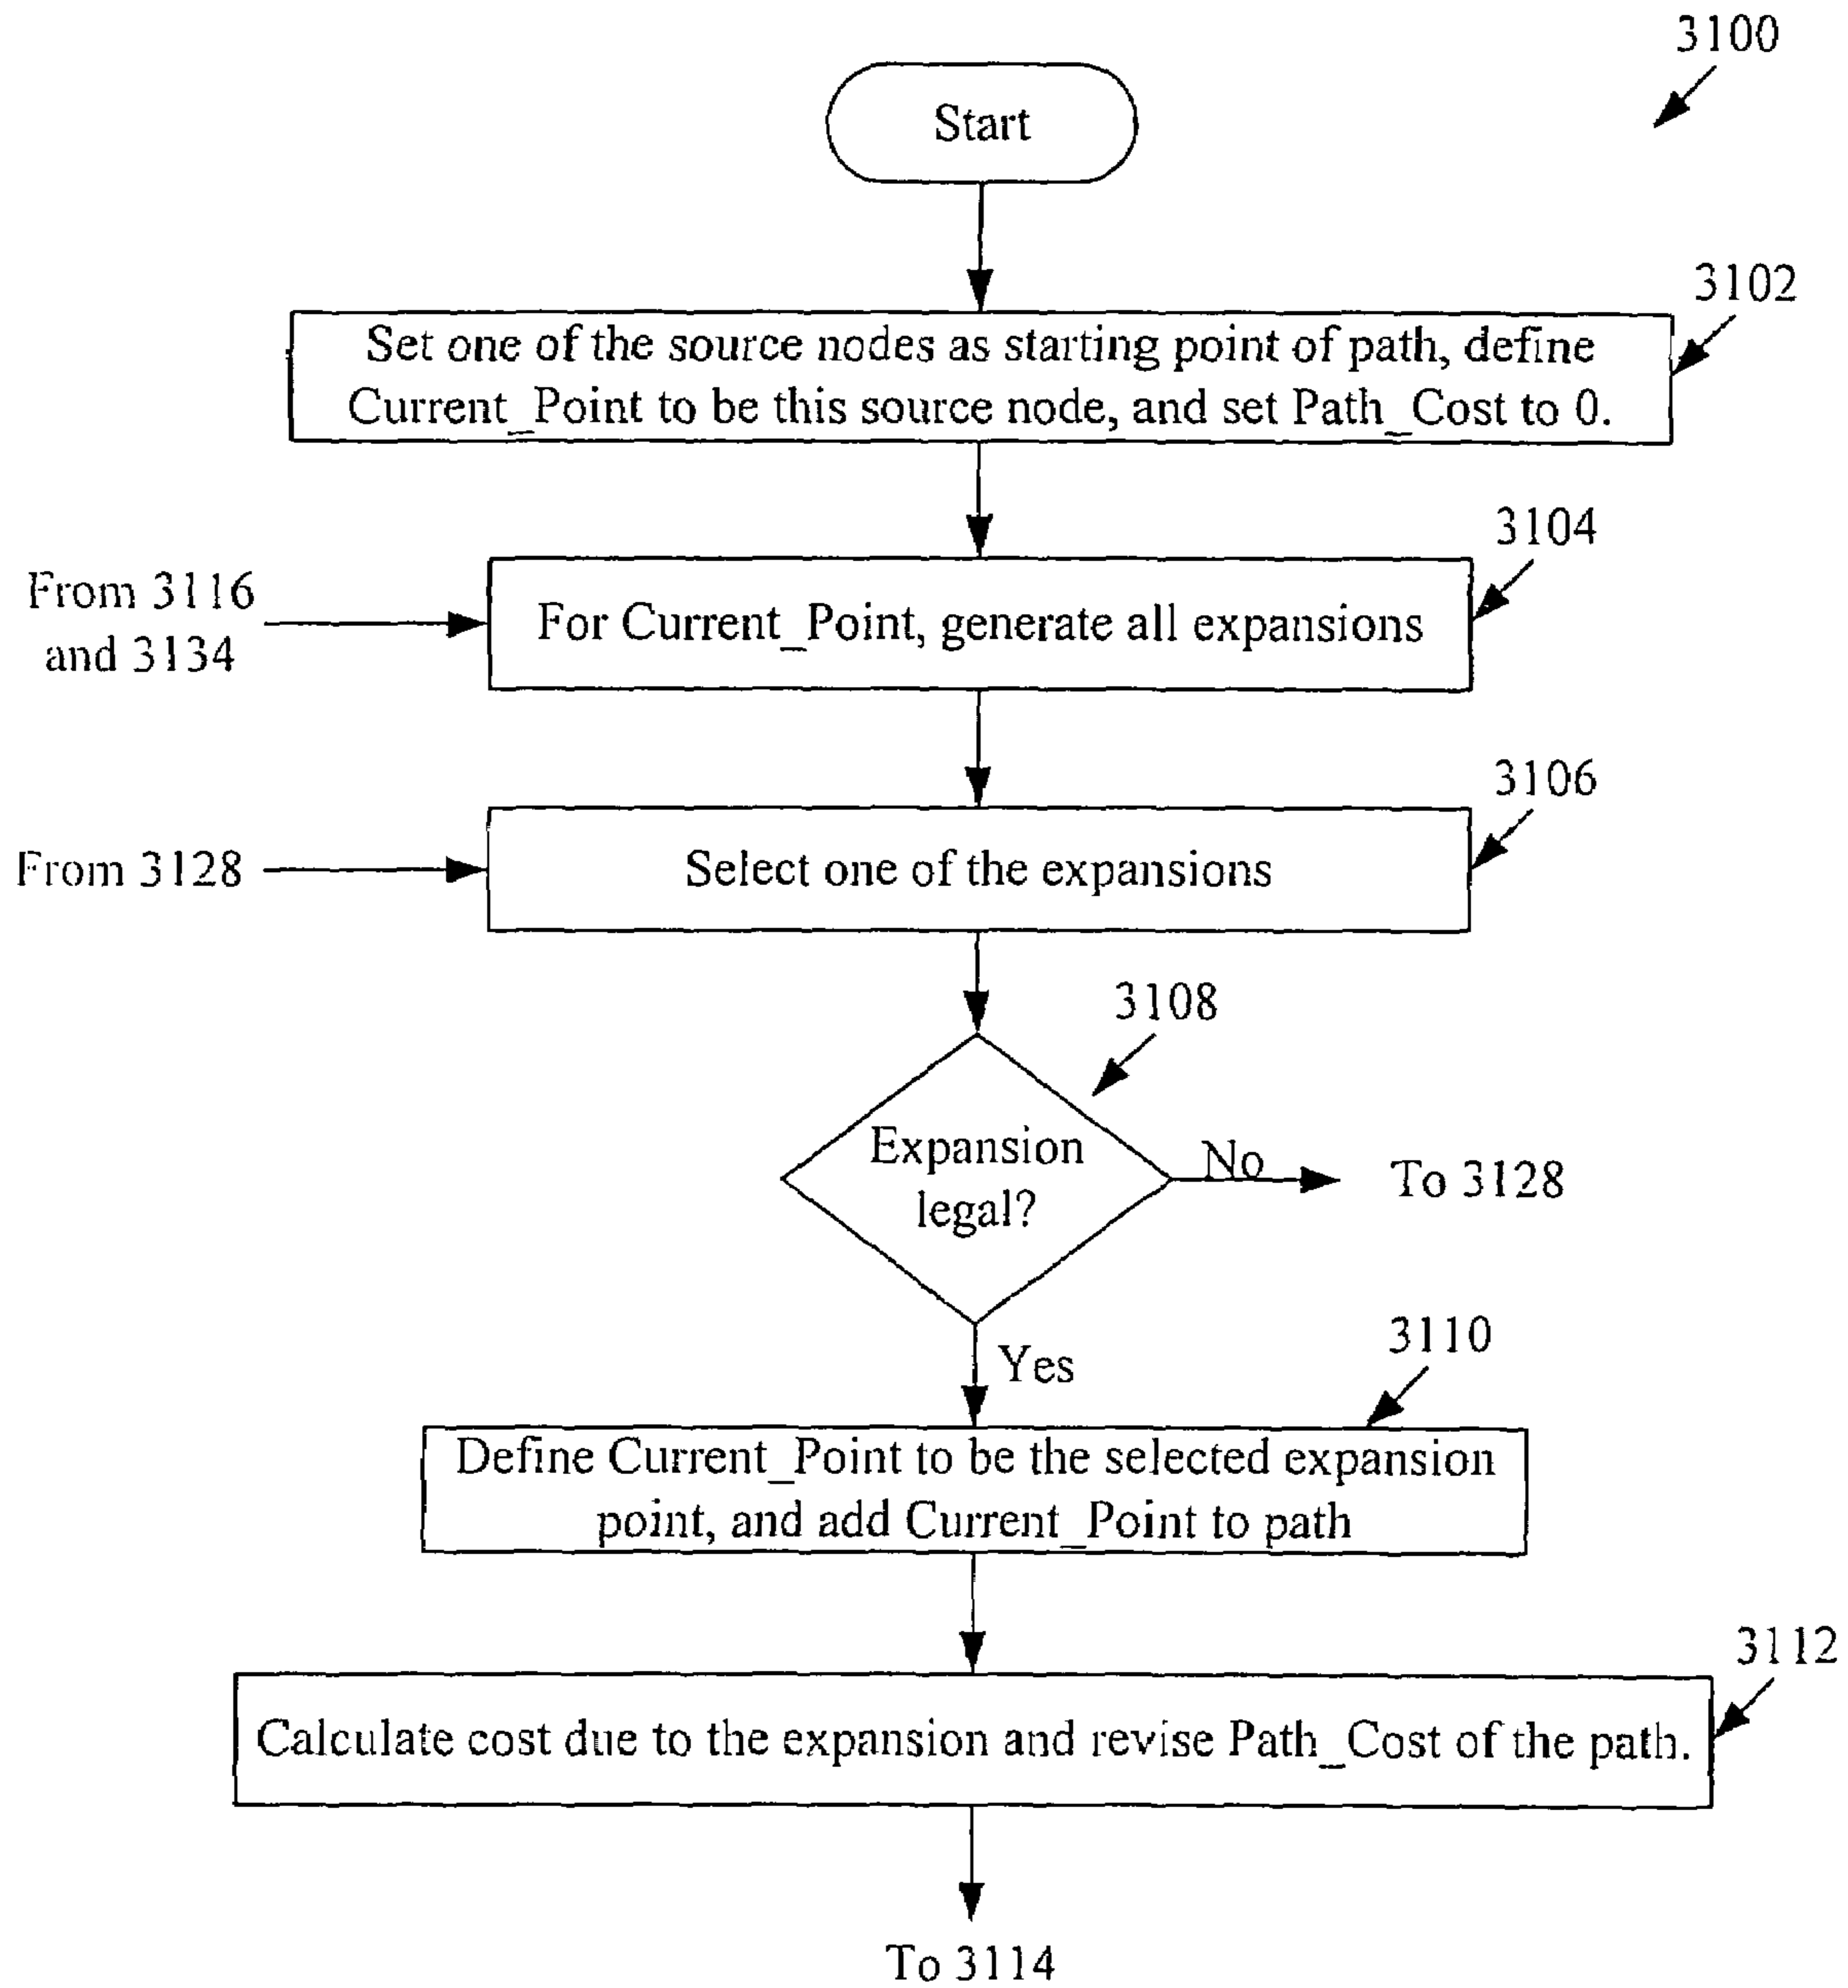 3100
Start
3102
Set one of the source nodes as starting point of path, define
Current_Point to be this source node, and set Path_Cost to 0.
3104
From 3116
and 3134
For Current_Point, generate all expansions
3106
From 3128
Select one of the expansions
3108
Expansion
legal?
No
To 3128
Yes
3110
Define Current_Point to be the selected expansion
point, and add Current_Point to path
3112
Calculate cost due to the expansion and revise Path_Cost of the path.
To 3114